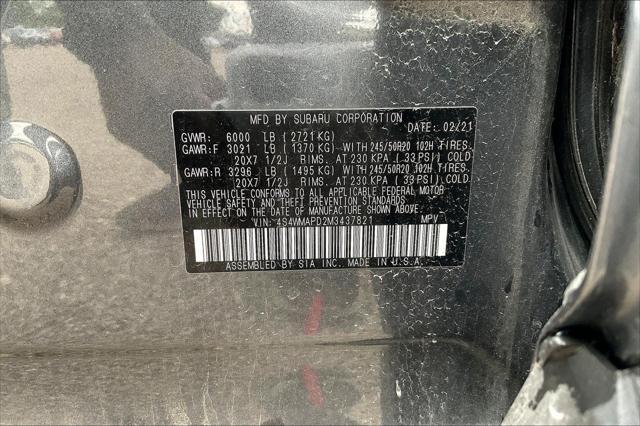 MFD BY SUBARU CORPORATION
DATE: 02/21
GVWR: 6000 LB (2721KG)
GAWR:F 3021 LB (1370 KG) WITH 245/50R20 102H TIRES.
20X7 1/2J RIMS. AT 230 KPA (33 PSI) COLD
GAWR:R 3296 LB (1495 KG) WITH 245/50R20 102H TIRES.
20X7 1/2J RIMS. AT 230 KPA (33 PSI) COLD
THIS VEHICLE CONFORMS TO ALL APPLICABLE FEDERAL MOTOR
VEHICLE SAFETY AND THEFT PREVENTION STANDARDS
IN EFFECT ON THE DATE OF MANUFACTURE SHOWN ABOVE.
VIN: 4S4WMAPD2M3437821 MPV
ASSEMBLED BY SIA INC. MADE IN U.S.A.